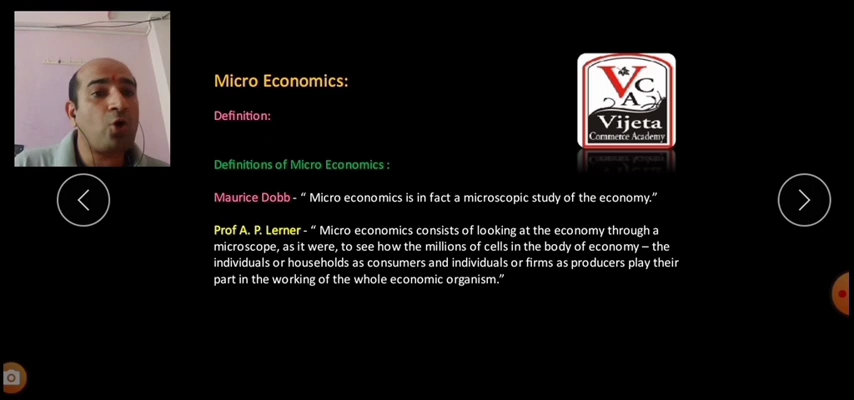 Micro Economics:
Definition:
Definitions of Micro Economics :
Maurice Dobb - “ Micro economics is in fact a microscopic study of the economy.”
Prof A. P. Lerner - “ Micro economics consists of looking at the economy through a
microscope, as it were, to see how the millions of cells in the body of economy – the
individuals or households as consumers and individuals or firms as producers play their
part in the working of the whole economic organism.”
VCA
Vijeta
Commerce Academy